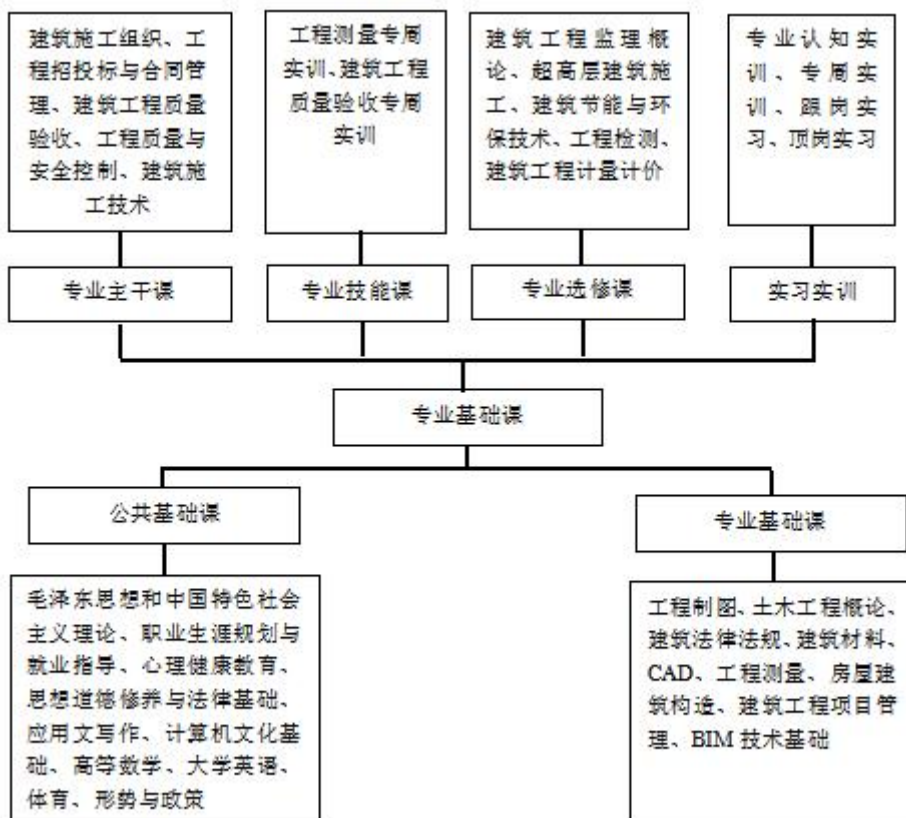 建筑施工组织、工
程招投标与合同管
理、建筑工程质量
验收、工程质量与
安全控制、建筑施
工技术
工程测量专周
实训、建筑工程
质量验收专周
实训
建筑工程监理概
论、超高层建筑施
工、建筑节能与环
保技术、工程检测、
建筑工程计量计价
专业认知实
训、专周实
训、跟岗实
习、顶岗实习
专业主干课
专业技能课
专业选修课
实习实训
专业基础课
公共基础课
专业基础课
毛泽东思想和中国特色社会
主义理论、职业生涯规划与
就业指导、心理健康教育、
思想道德修养与法律基础、
应用文写作、计算机文化基
础、高等数学、大学英语、
体育、形势与政策
工程制图、土木工程概论、
建筑法律法规、建筑材料、
CAD、工程测量、房屋建
筑构造、建筑工程项目管
理、BIM 技术基础